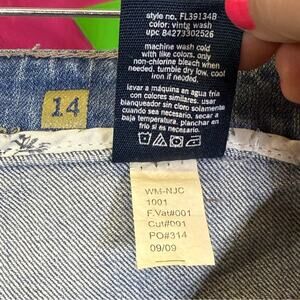 style no. FL39134B
color: vintg wash
upc 84273302526
machine wash cold
with like colors. only
non-chlorine bleach when
needed. tumble dry low. cool
iron if needed.
lavar a máquina en agua fría
con colores similares. usar
blanqueador sin cloro solamente
cuando sea necesario. secar a
baja temperatura. planchar en
frío si es necesario.
14
WM-NJC
1001
F.Vat#001
Cut#001
PO#314
09/09